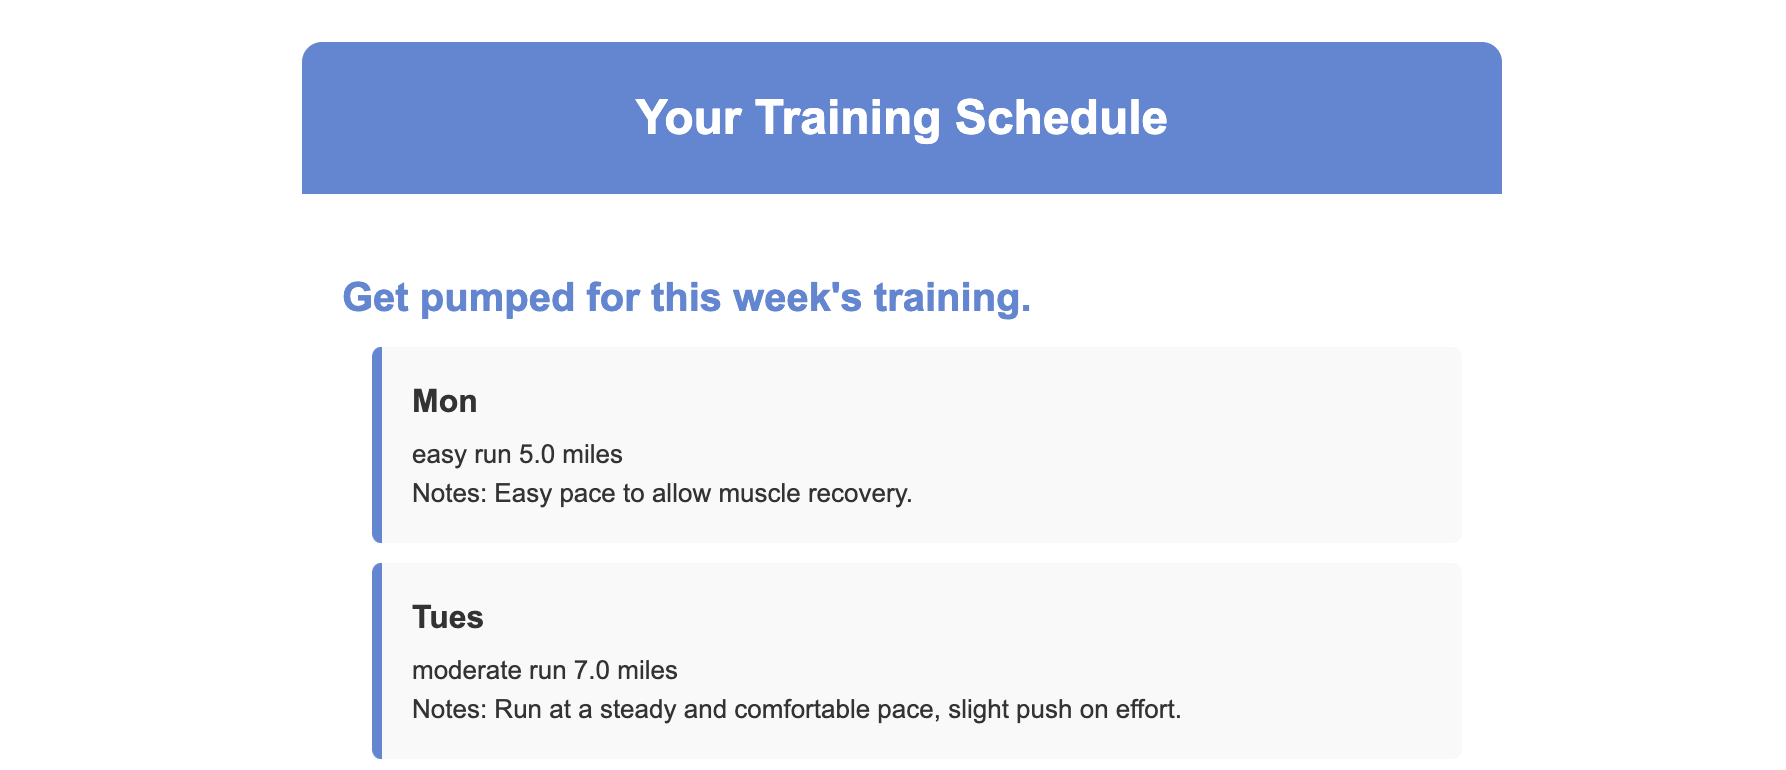 Your Training Schedule
Get pumped for this week's training.
Mon
easy run 5.0 miles
Notes: Easy pace to allow muscle recovery.
Tues
moderate run 7.0 miles
Notes: Run at a steady and comfortable pace, slight push on effort.